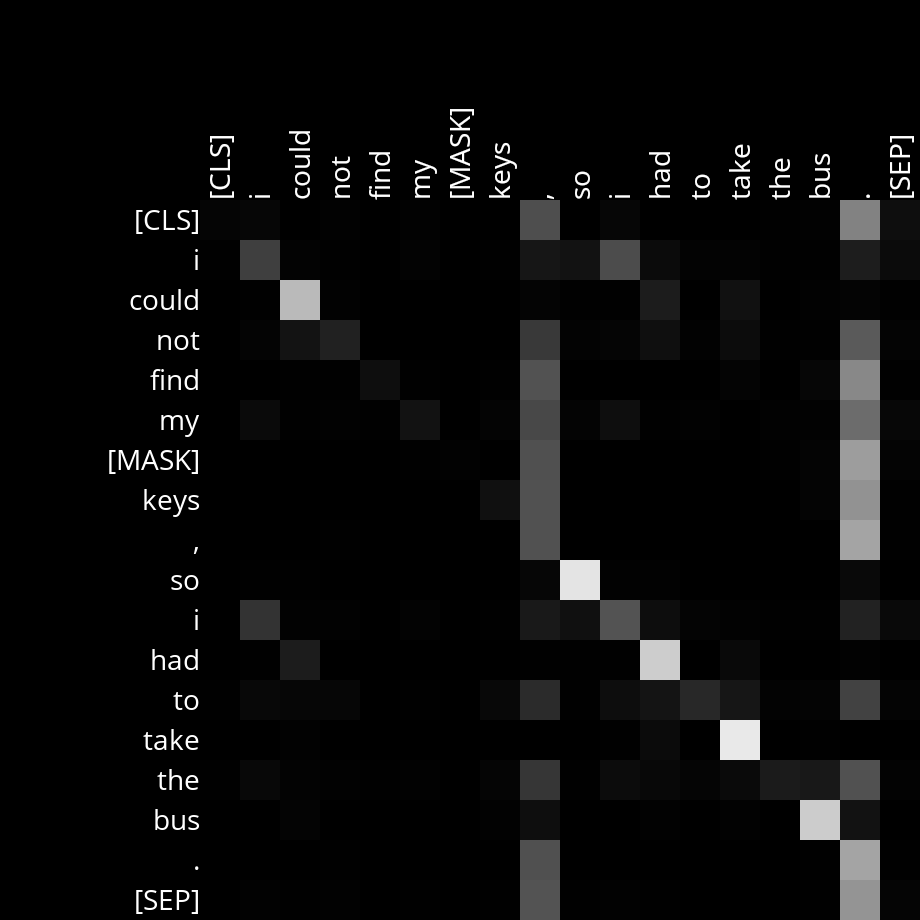 [CLS] i could not find my [MASK] keys , so i had to take the bus . [SEP]
[CLS]
i
could
not
find
my
[MASK]
keys
,
so
i
had
to
take
the
bus
.
[SEP]